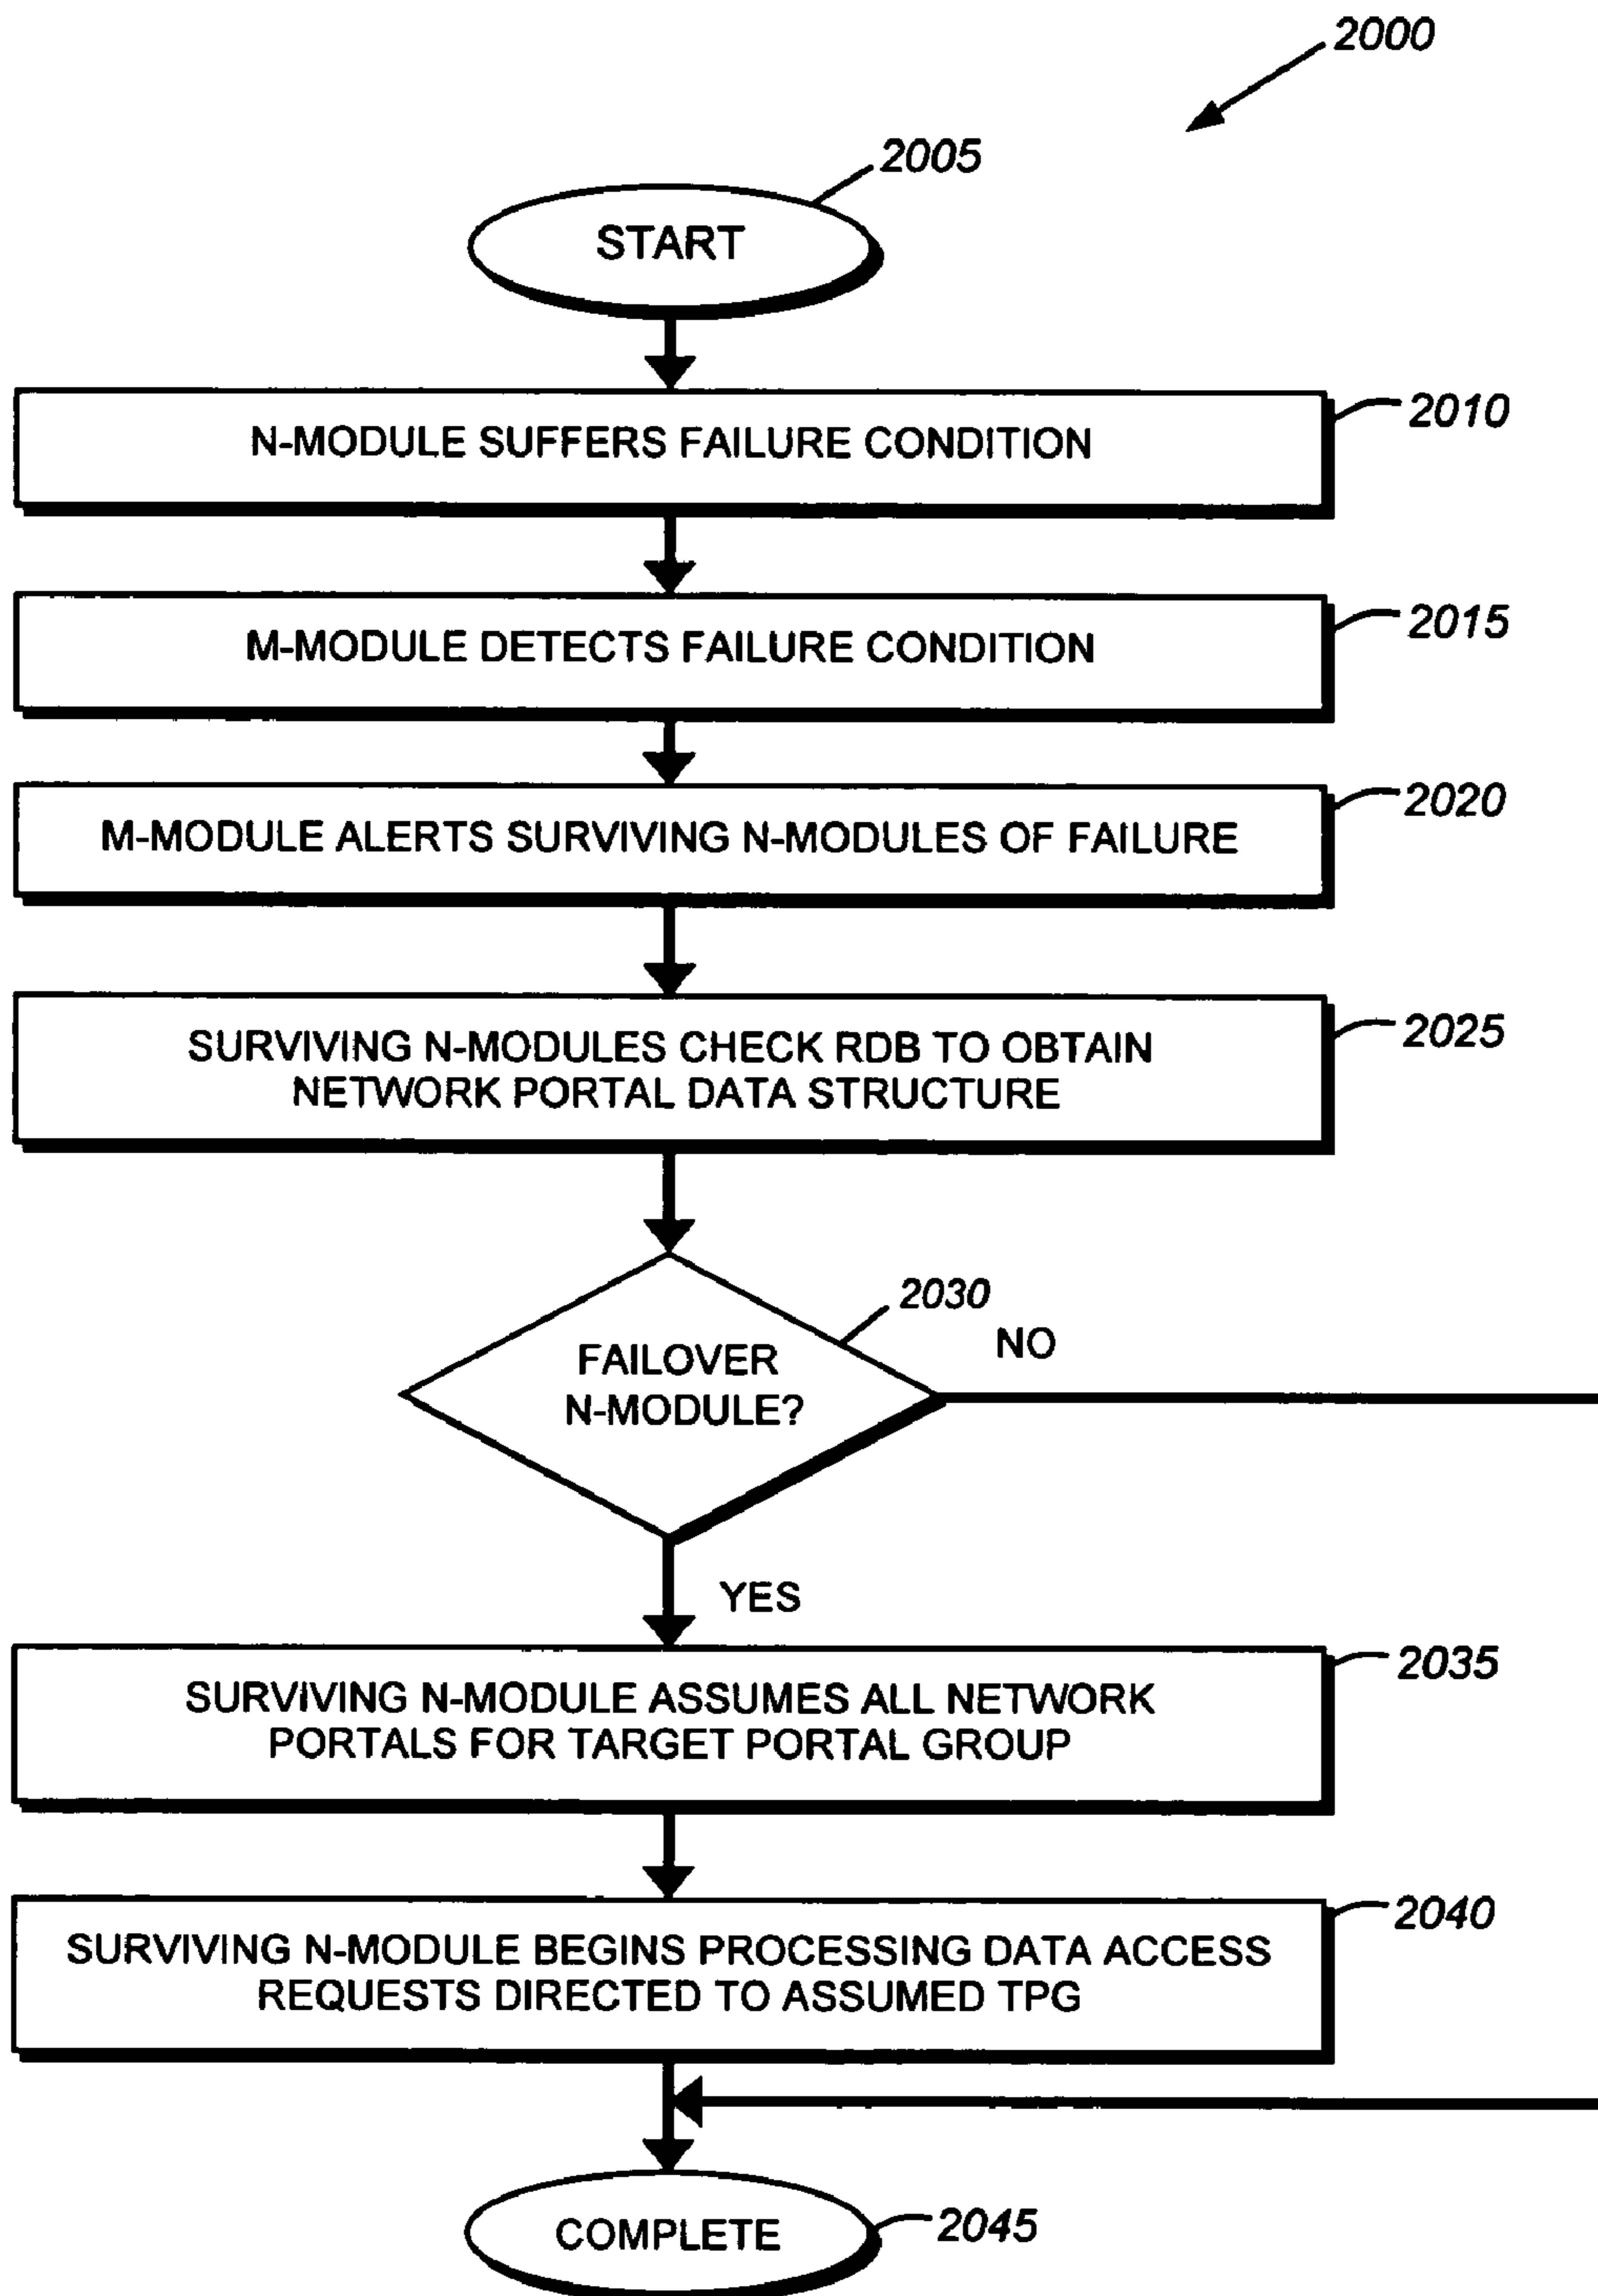 2000
2005
START
2010
N-MODULE SUFFERS FAILURE CONDITION
2015
M-MODULE DETECTS FAILURE CONDITION
2020
M-MODULE ALERTS SURVIVING N-MODULES OF FAILURE
2025
SURVIVING N-MODULES CHECK RDB TO OBTAIN
NETWORK PORTAL DATA STRUCTURE
2030
NO
FAILOVER
N-MODULE?
YES
2035
SURVIVING N-MODULE ASSUMES ALL NETWORK
PORTALS FOR TARGET PORTAL GROUP
2040
SURVIVING N-MODULE BEGINS PROCESSING DATA ACCESS
REQUESTS DIRECTED TO ASSUMED TPG
COMPLETE
2045